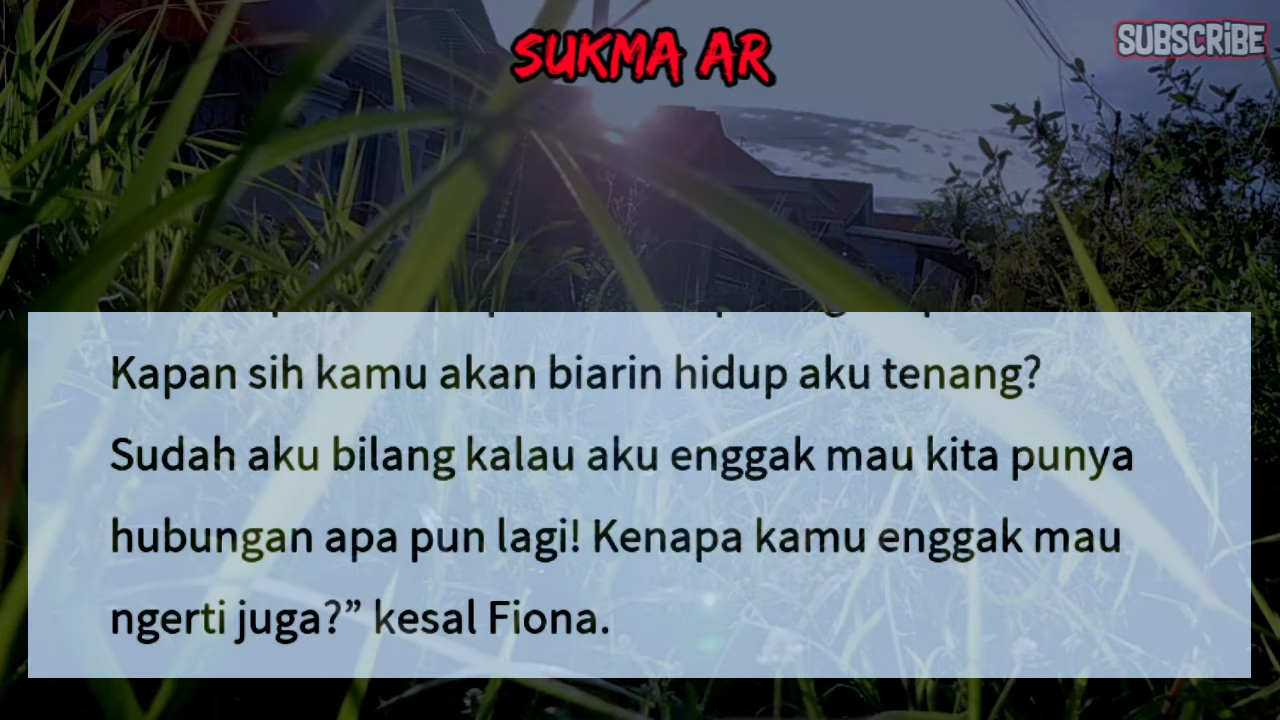 SUKMA AR
SUBSCRIBE
Kapan sih kamu akan biarin hidup aku tenang?
Sudah aku bilang kalau aku enggak mau kita punya
hubungan apa pun lagi! Kenapa kamu enggak mau
ngerti juga?” kesal Fiona.